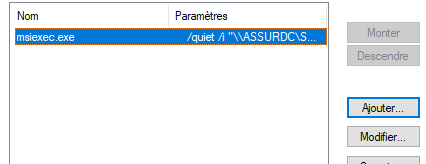 Nom Paramètres
msiexec.exe /quiet /i "\\ASSURDC\S...
Monter
Descendre
Ajouter...
Modifier...